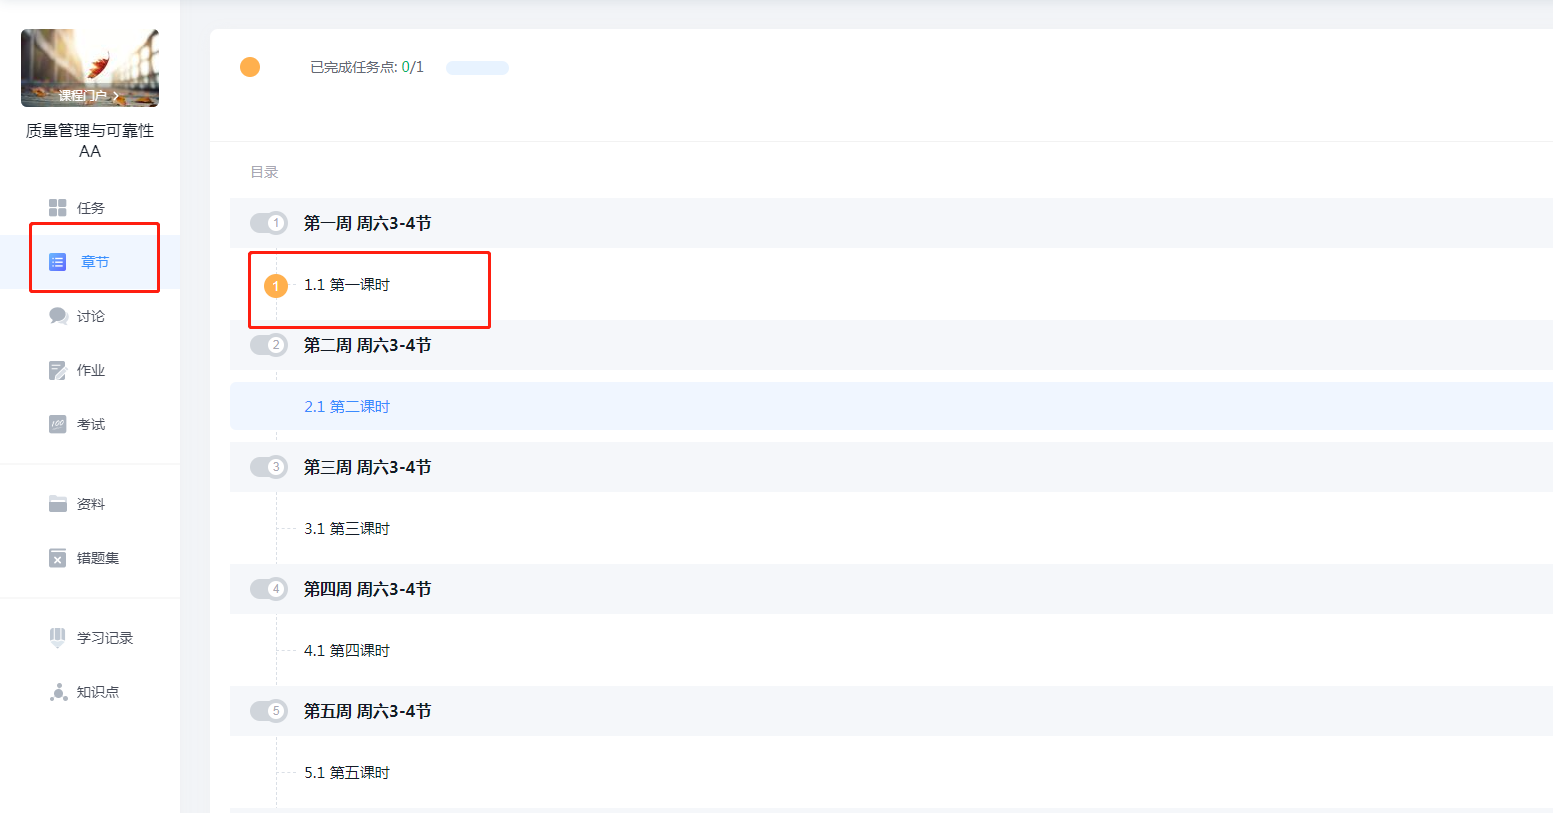 课程门户 >
质量管理与可靠性
AA
任务
章节
讨论
作业
100
考试
资料
错题集
学习记录
知识点
已完成任务点: 0/1
目录
1 第一周 周六3-4节
1 1.1 第一课时
2 第二周 周六3-4节
2.1 第二课时
3 第三周 周六3-4节
3.1 第三课时
4 第四周 周六3-4节
4.1 第四课时
5 第五周 周六3-4节
5.1 第五课时